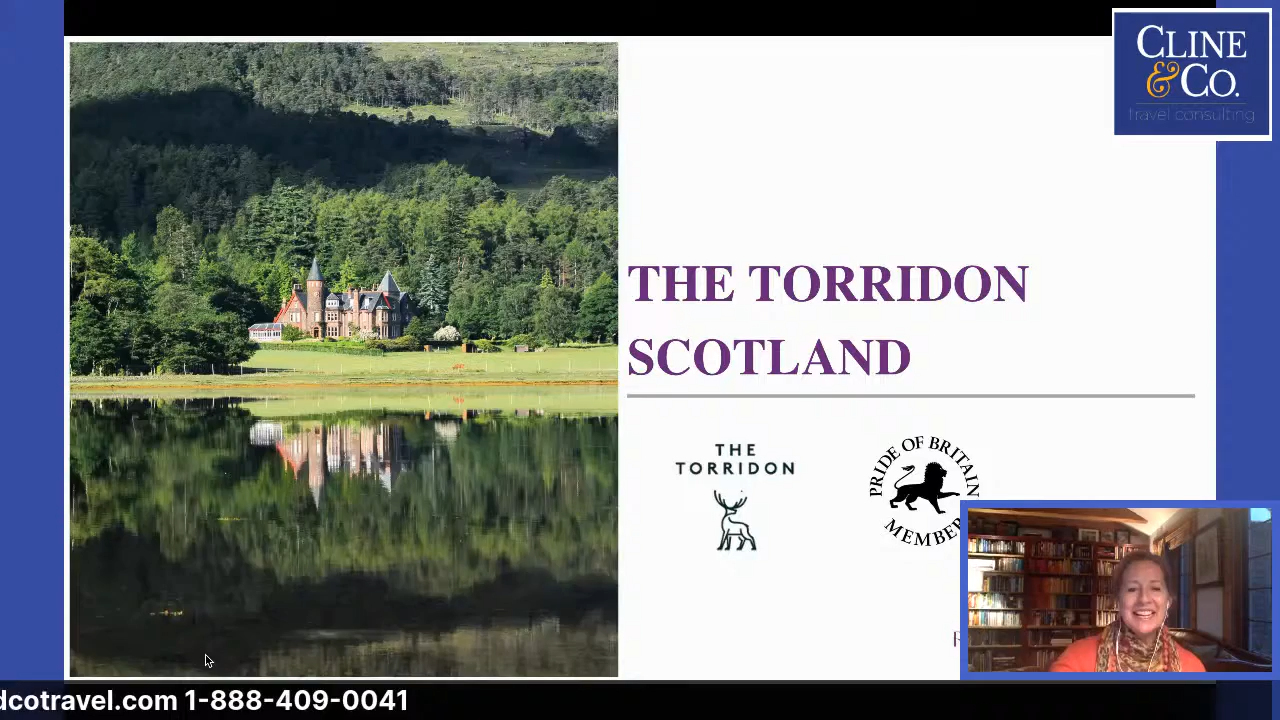 CLINE
& CO.
travel consulting
THE TORRIDON
SCOTLAND
THE
TORRIDON
PRIDE OF BRITAIN
MEMBER
dcotravel.com 1-888-409-0041